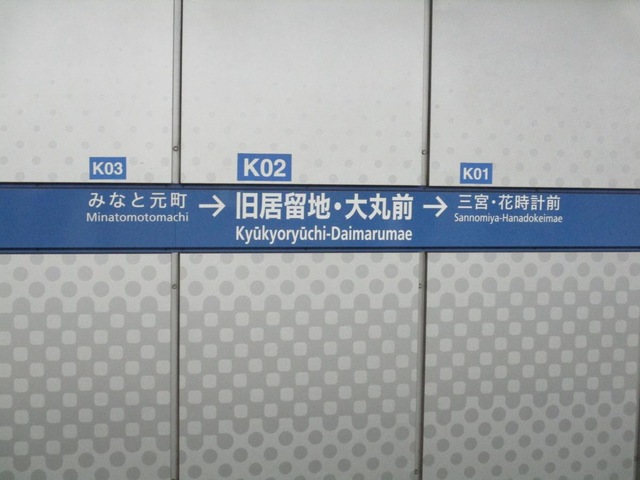 K03
K02
K01
みなと元町 → 旧居留地・大丸前 → 三宮・花時計前
Minatomotomachi
Kyūkyoryūchi-Daimarumae
Sannomiya-Hanadokeimae